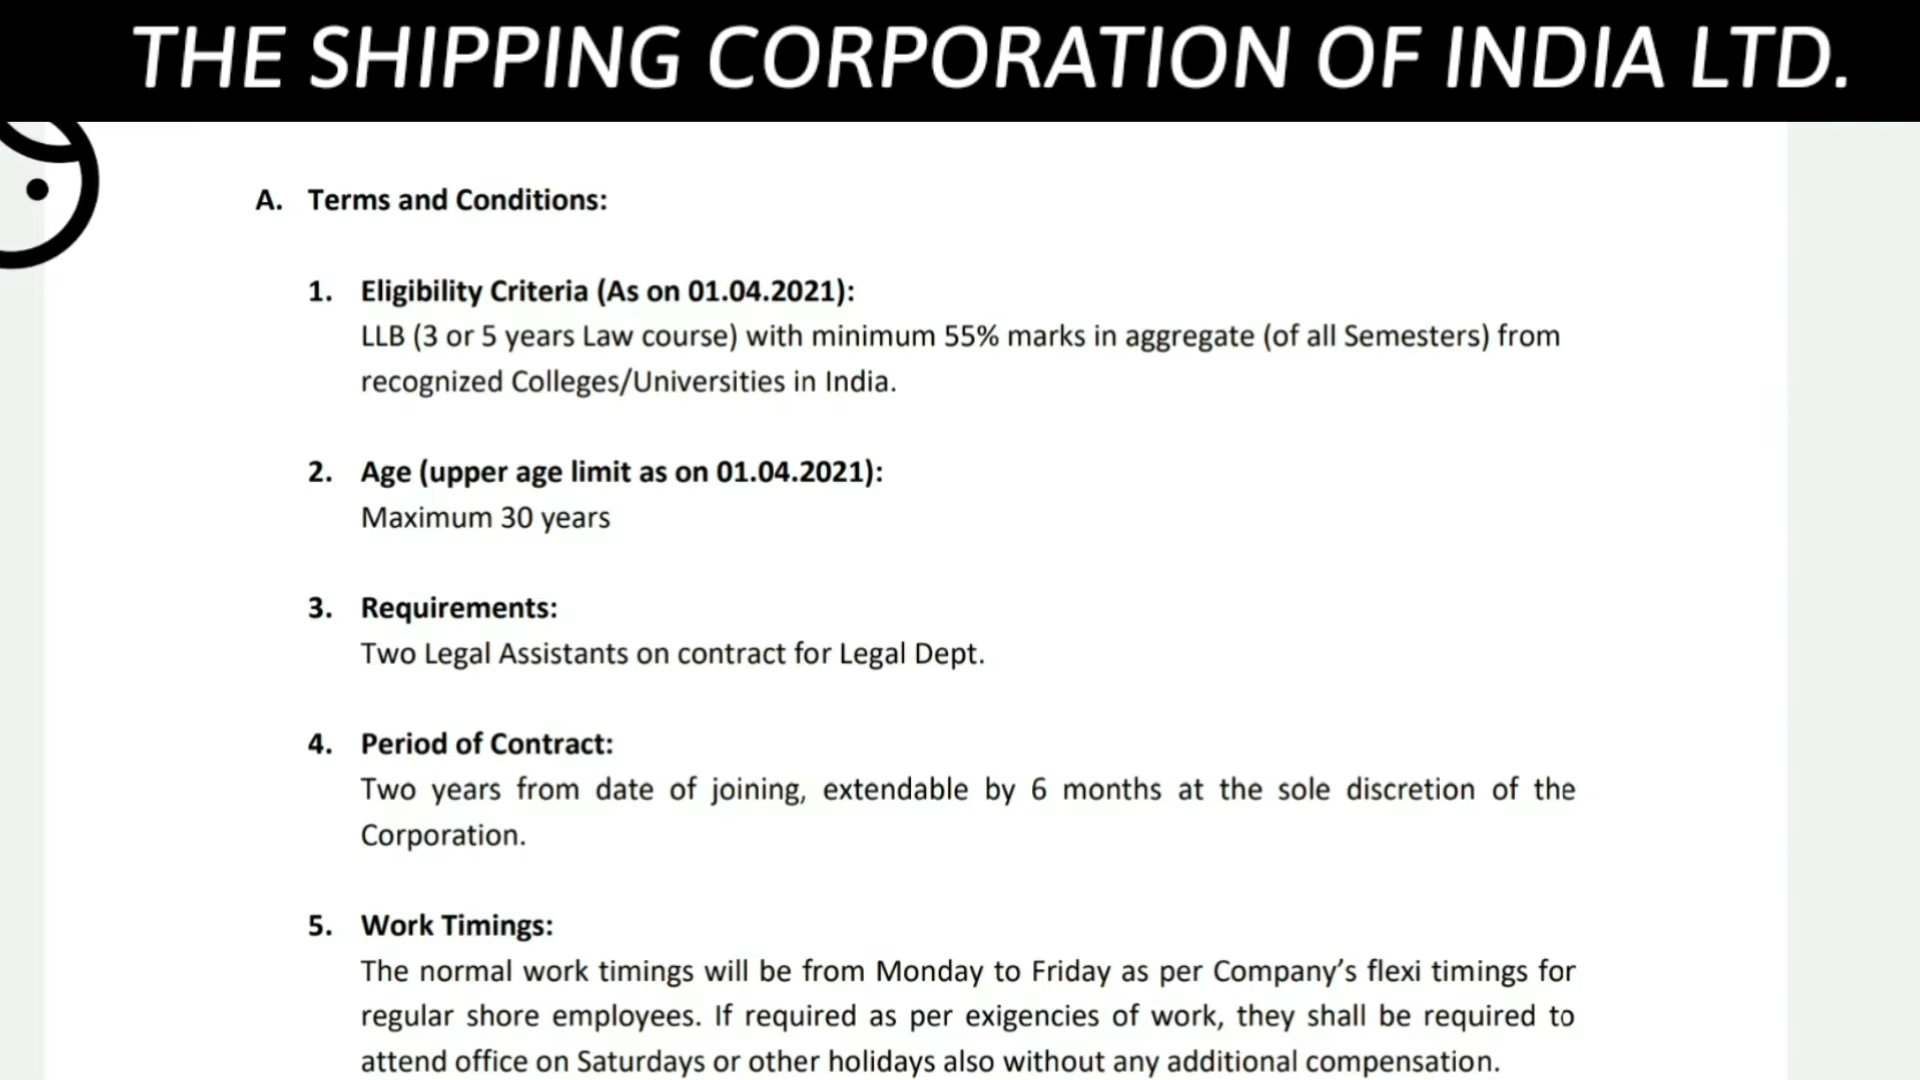 THE SHIPPING CORPORATION OF INDIA LTD.
A. Terms and Conditions:
1. Eligibility Criteria (As on 01.04.2021):
LLB (3 or 5 years Law course) with minimum 55% marks in aggregate (of all Semesters) from
recognized Colleges/Universities in India.
2. Age (upper age limit as on 01.04.2021):
Maximum 30 years
3. Requirements:
Two Legal Assistants on contract for Legal Dept.
4. Period of Contract:
Two years from date of joining, extendable by 6 months at the sole discretion of the
Corporation.
5. Work Timings:
The normal work timings will be from Monday to Friday as per Company’s flexi timings for
regular shore employees. If required as per exigencies of work, they shall be required to
attend office on Saturdays or other holidays also without any additional compensation.